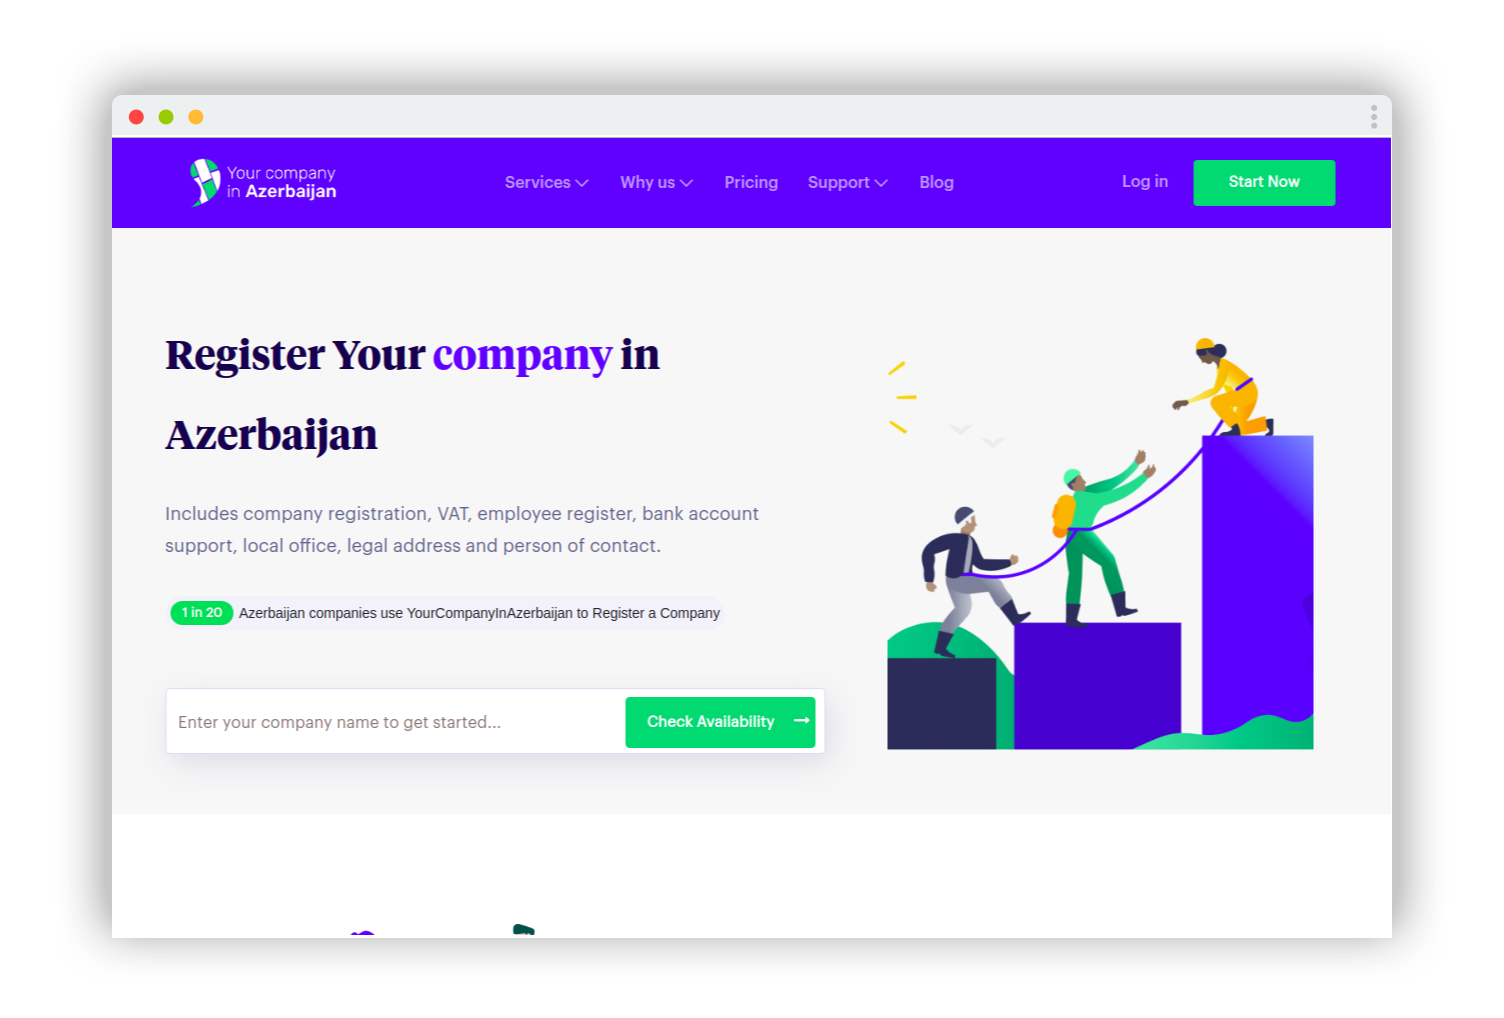 Your company
in Azerbaijan
Services
Why us
Pricing
Support
Blog
Log in
Start Now
Register Your company in
Azerbaijan
Includes company registration, VAT, employee register, bank account
support, local office, legal address and person of contact.
1 in 20 Azerbaijan companies use YourCompanyInAzerbaijan to Register a Company
Enter your company name to get started...
Check Availability →